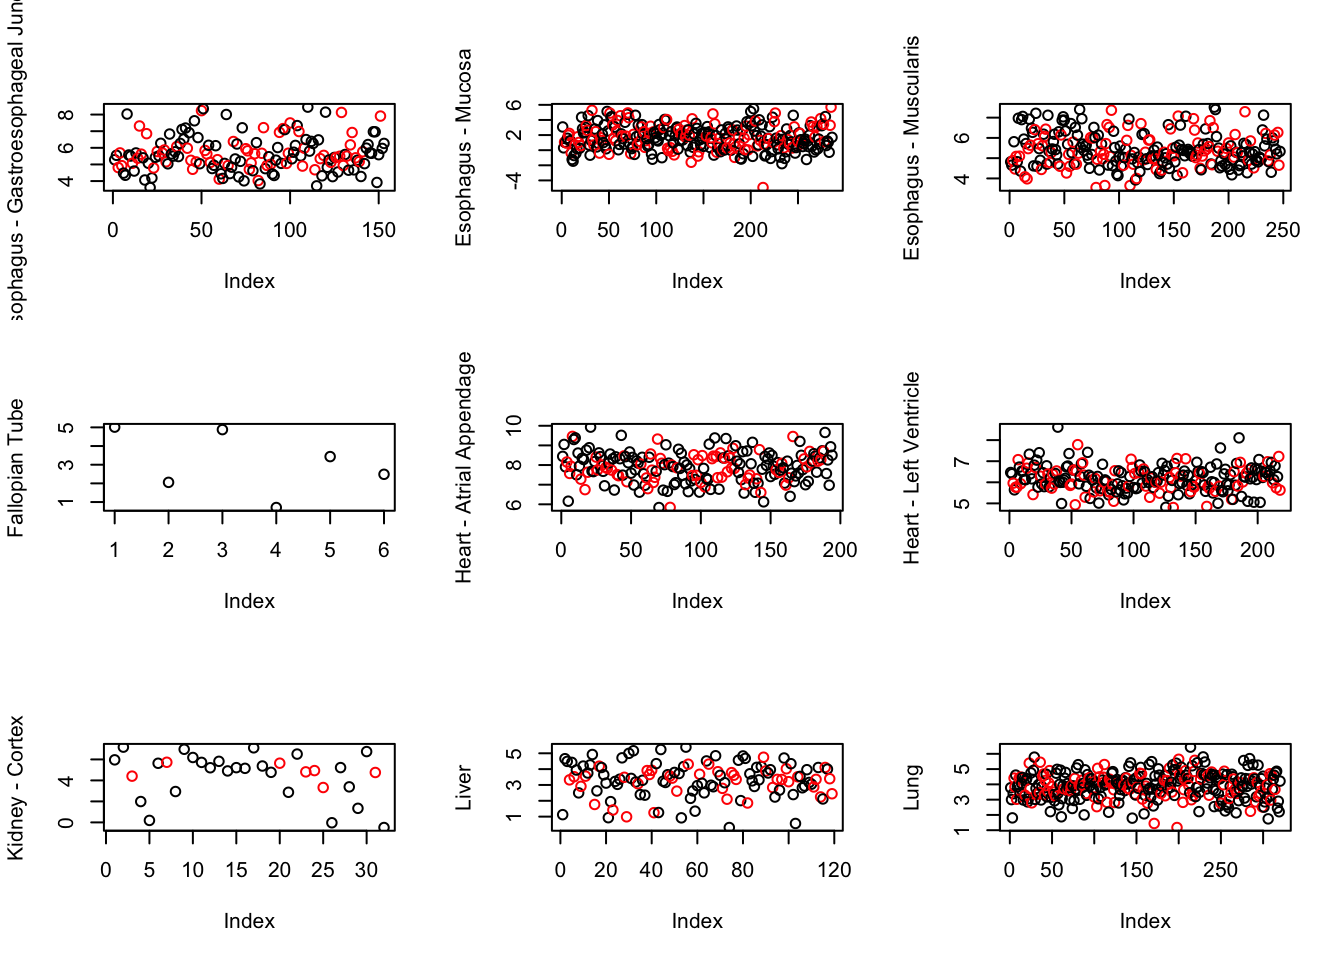 sophagus - Gastroesophageal Junc
4 6 8
0 50 100 150
Index
Esophagus - Mucosa
-4 2 6
0 50 100 200
Index
Esophagus - Muscularis
4 6
0 50 100 150 200 250
Index
Fallopian Tube
1 3 5
1 2 3 4 5 6
Index
Heart - Atrial Appendage
6 8 10
0 50 100 150 200
Index
Heart - Left Ventricle
5 7
0 50 100 150 200
Index
Kidney - Cortex
0 4
0 5 10 15 20 25 30
Index
Liver
1 3 5
0 20 40 60 80 120
Index
Lung
1 3 5
0 50 150 250
Index